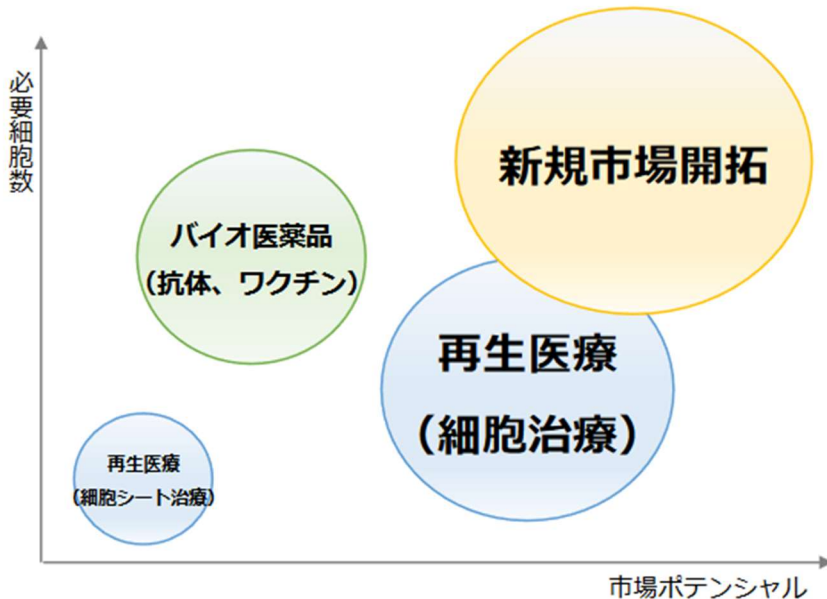 必要細胞数
新規市場開拓
バイオ医薬品
（抗体、ワクチン）
再生医療
（細胞治療）
再生医療
（細胞シート治療）
市場ポテンシャル